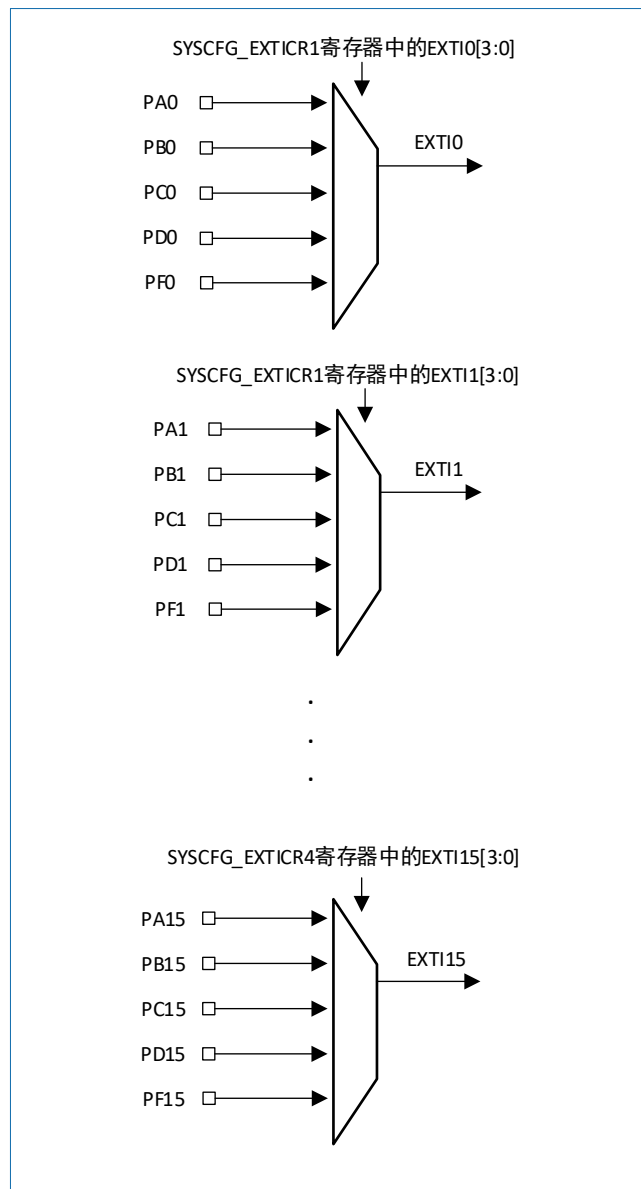 SYSCFG_EXTICR1寄存器中的EXTI0[3:0]
PA0
PB0
EXTI0
PC0
PD0
PF0
SYSCFG_EXTICR1寄存器中的EXTI1[3:0]
PA1
PB1
EXTI1
PC1
PD1
PF1
.
.
.
SYSCFG_EXTICR4寄存器中的EXTI15[3:0]
PA15
PB15
EXTI15
PC15
PD15
PF15